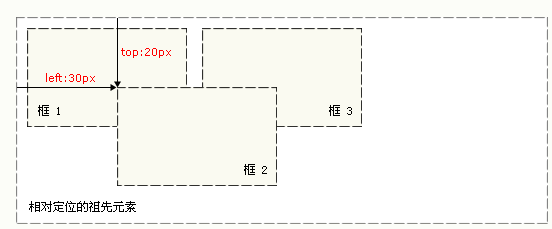 top:20px
left:30px
框 1
框 3
框 2
相对定位的祖先元素